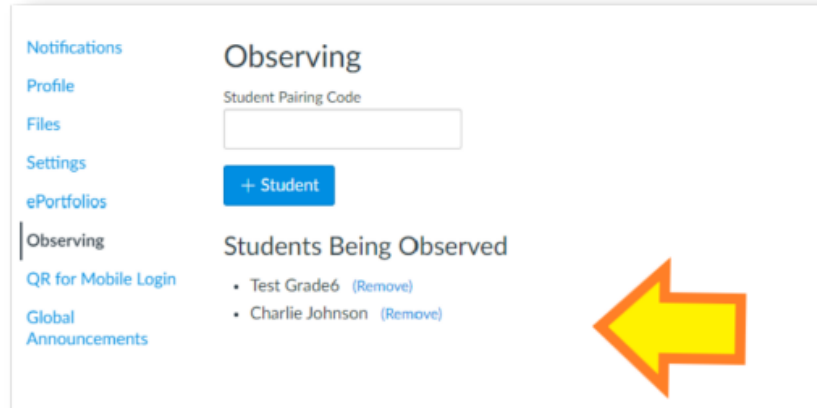 Notifications
Profile
Files
Settings
ePortfolios
Observing
QR for Mobile Login
Global
Announcements
Observing
Student Pairing Code
+ Student
Students Being Observed
• Test Grade6 (Remove)
• Charlie Johnson (Remove)